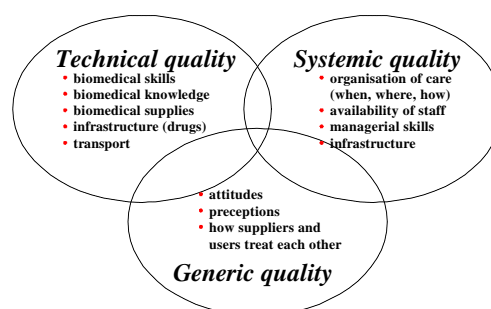 Technical quality
• biomedical skills
• biomedical knowledge
• biomedical supplies
• infrastructure (drugs)
• transport
Systemic quality
• organisation of care
(when, where, how)
• availability of staff
• managerial skills
• infrastructure
• attitudes
• preceptions
• how suppliers and
users treat each other
Generic quality